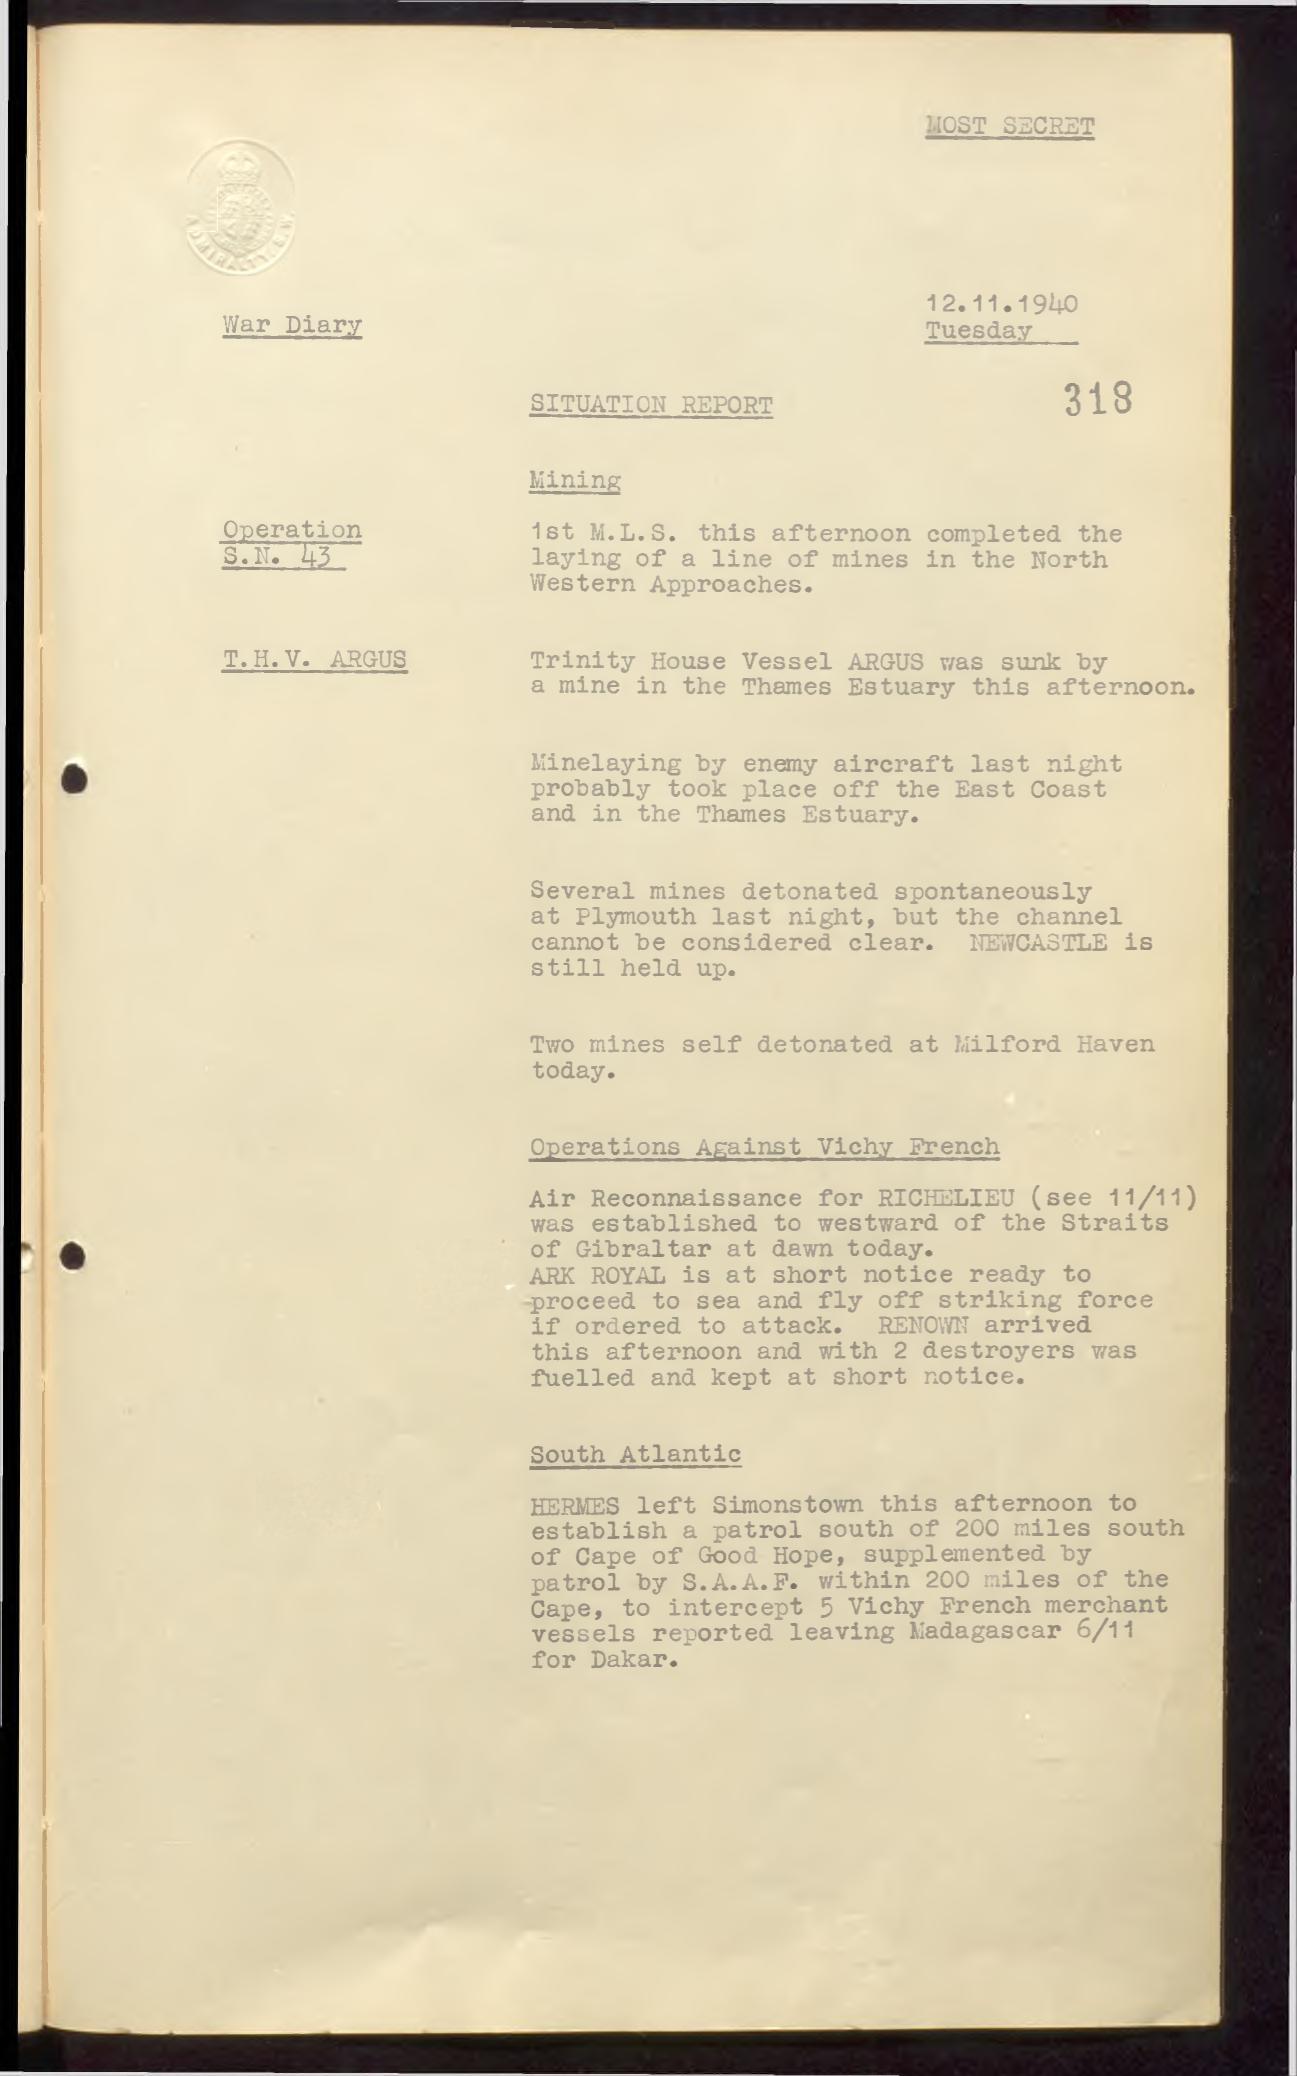 MOST SECRET
ADMIRALTY. S.W.
War Diary
12.11.1940
Tuesday
SITUATION REPORT
318
Mining
Operation
S.N. 43
1st M.L.S. this afternoon completed the
laying of a line of mines in the North
Western Approaches.
T.H.V. ARGUS
Trinity House Vessel ARGUS was sunk by
a mine in the Thames Estuary this afternoon.
Minelaying by enemy aircraft last night
probably took place off the East Coast
and in the Thames Estuary.
Several mines detonated spontaneously
at Plymouth last night, but the channel
cannot be considered clear. NEWCASTLE is
still held up.
Two mines self detonated at Milford Haven
today.
Operations Against Vichy French
Air Reconnaissance for RICHELIEU (see 11/11)
was established to westward of the Straits
of Gibraltar at dawn today.
ARK ROYAL is at short notice ready to
proceed to sea and fly off striking force
if ordered to attack. RENOWN arrived
this afternoon and with 2 destroyers was
fuelled and kept at short notice.
South Atlantic
HERMES left Simonstown this afternoon to
establish a patrol south of 200 miles south
of Cape of Good Hope, supplemented by
patrol by S.A.A.F. within 200 miles of the
Cape, to intercept 5 Vichy French merchant
vessels reported leaving Madagascar 6/11
for Dakar.